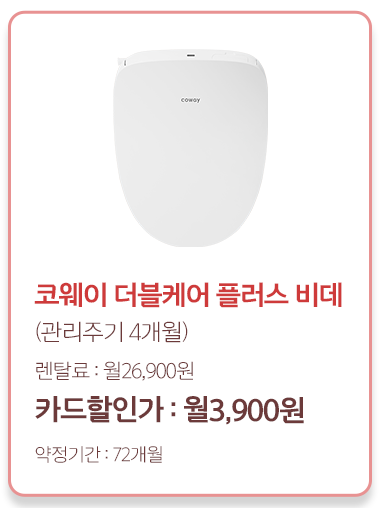 coway
코웨이 더블케어 플러스 비데
(관리주기 4개월)
렌탈료 : 월26,900원
카드할인가 : 월3,900원
약정기간 : 72개월